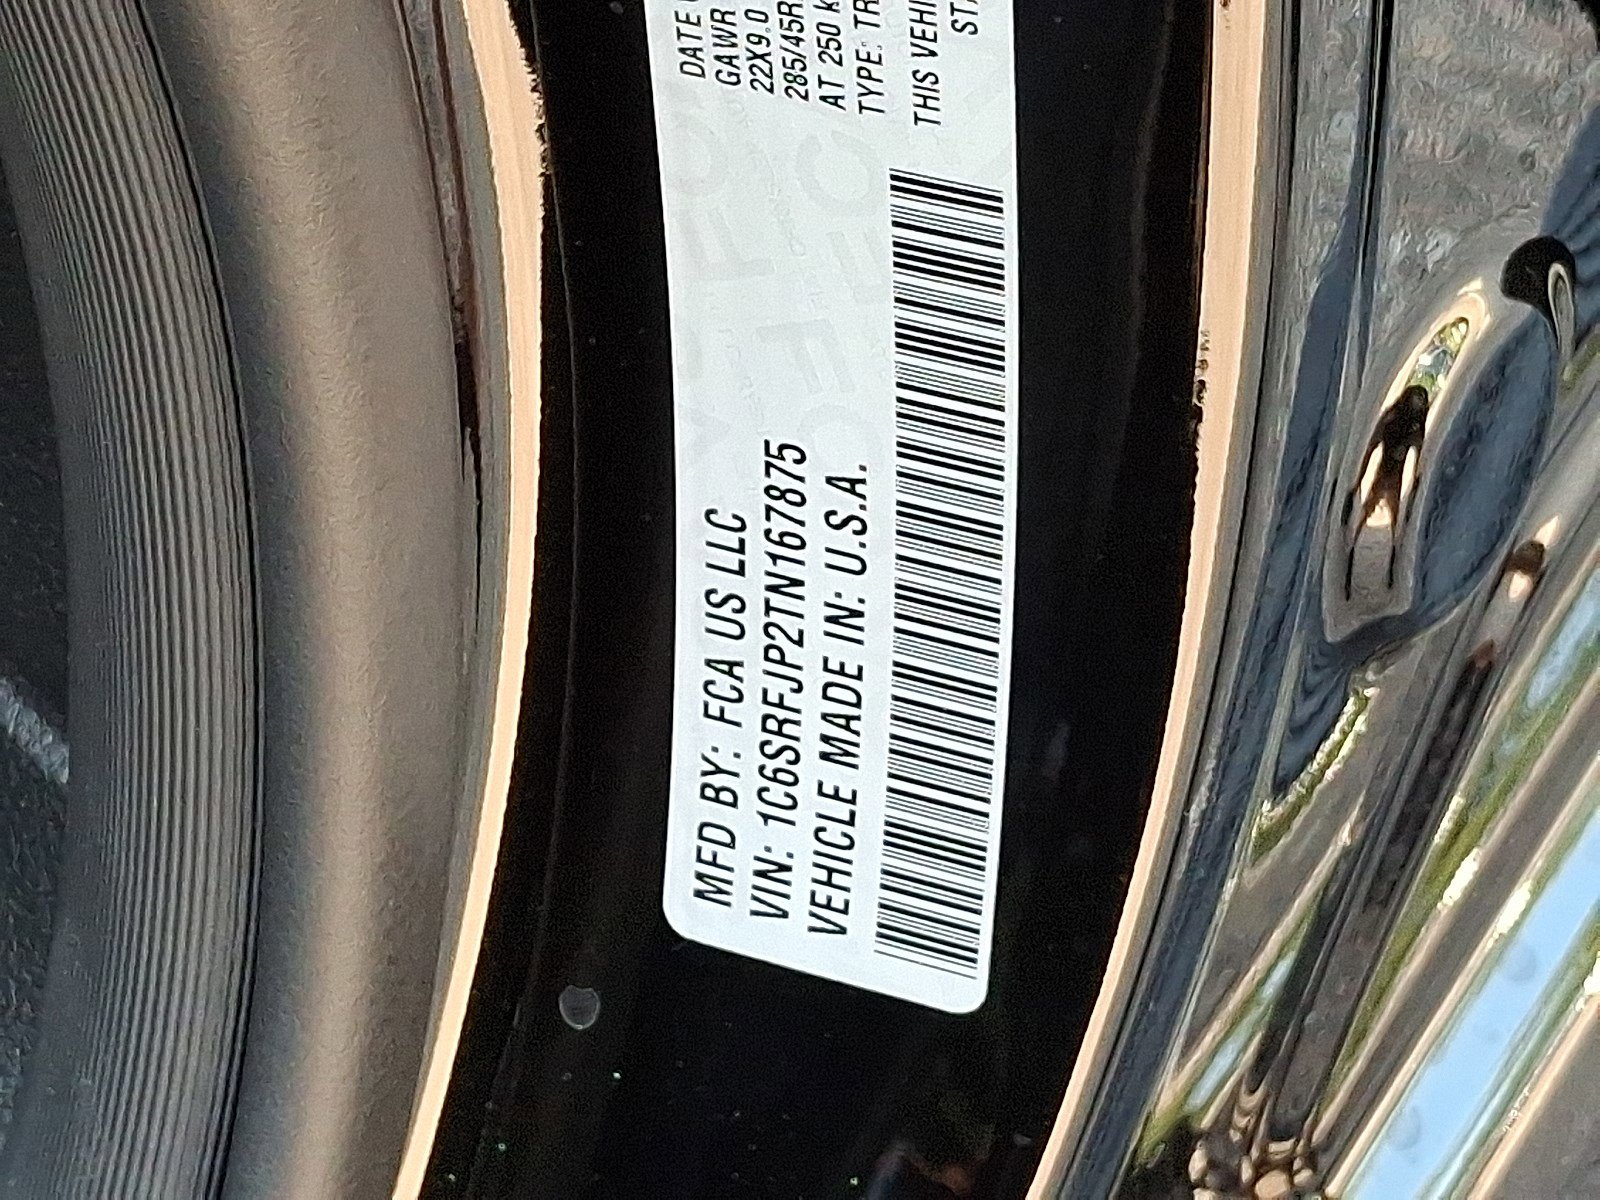 MFD BY: FCA US LLC
VIN: 1C6SRFJP2TN167875
VEHICLE MADE IN: U.S.A.
DATE
GAWR
22X9.0
285/45R
AT 250 k
TYPE: TR
THIS VEHI
ST